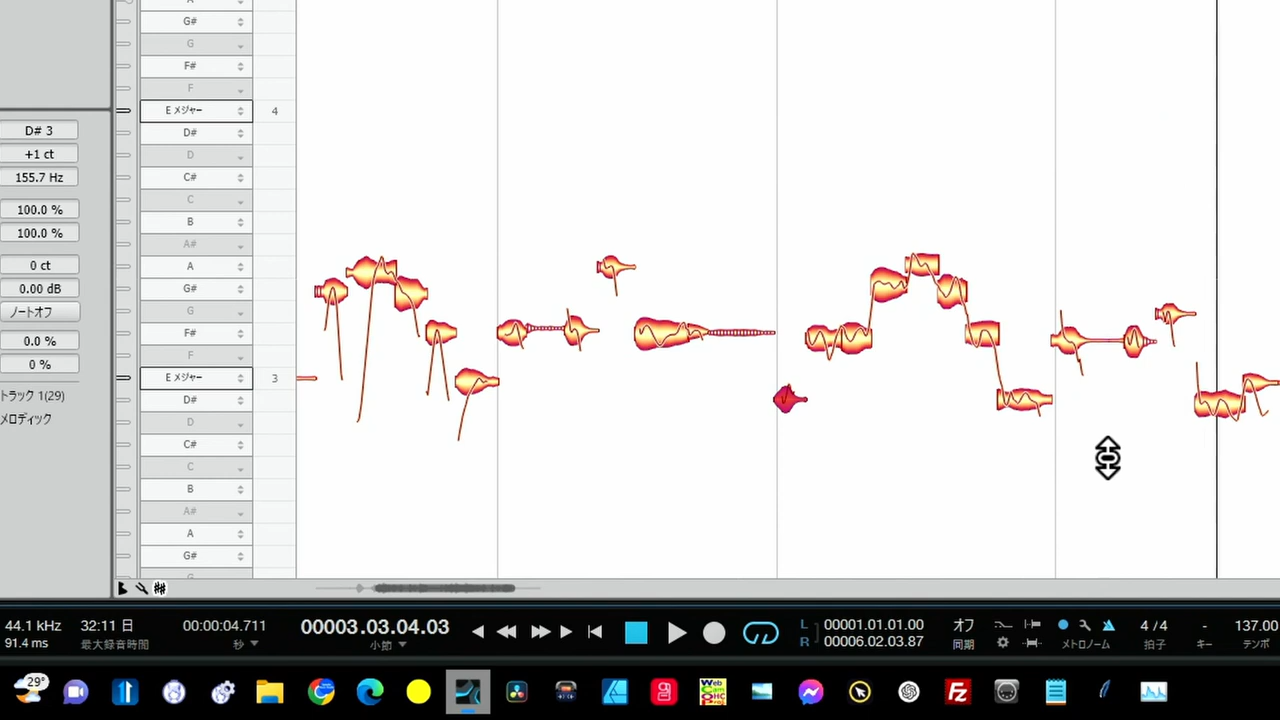 G#
G
F#
F
E メジャー 4
D#
D
C#
C
B
A#
A
G#
G
F#
F
E メジャー 3
D#
D
C#
C
B
A#
A
G#
D# 3
+1 ct
155.7 Hz
100.0 %
100.0 %
0 ct
0.00 dB
ノートオフ
0.0 %
0 %
トラック 1(29)
メロディック
44.1 kHz 32:11 日 00:00:04.711 00003.03.04.03 L 00001.01.01.00 オフ 4 / 4 - 137.00
91.4 ms 最大録音時間 秒 小節 R 00006.02.03.87 同期 メトロノーム 拍子 キー テンポ
29°
Web
Cam
QHC
Proj
Fz